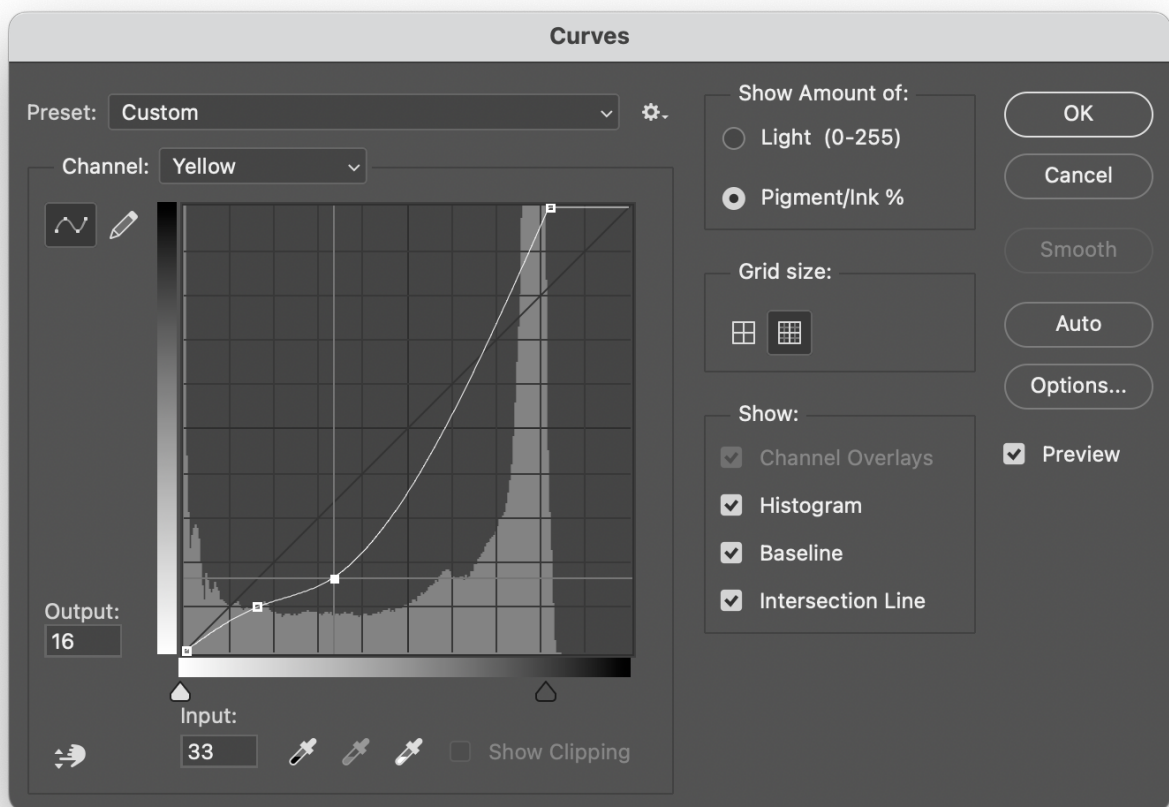 Curves
Preset: Custom
Channel: Yellow
Output:
16
Input:
33
Show Clipping
Show Amount of:
Light (0-255)
Pigment/Ink %
Grid size:
Show:
Channel Overlays
Histogram
Baseline
Intersection Line
OK
Cancel
Smooth
Auto
Options...
Preview